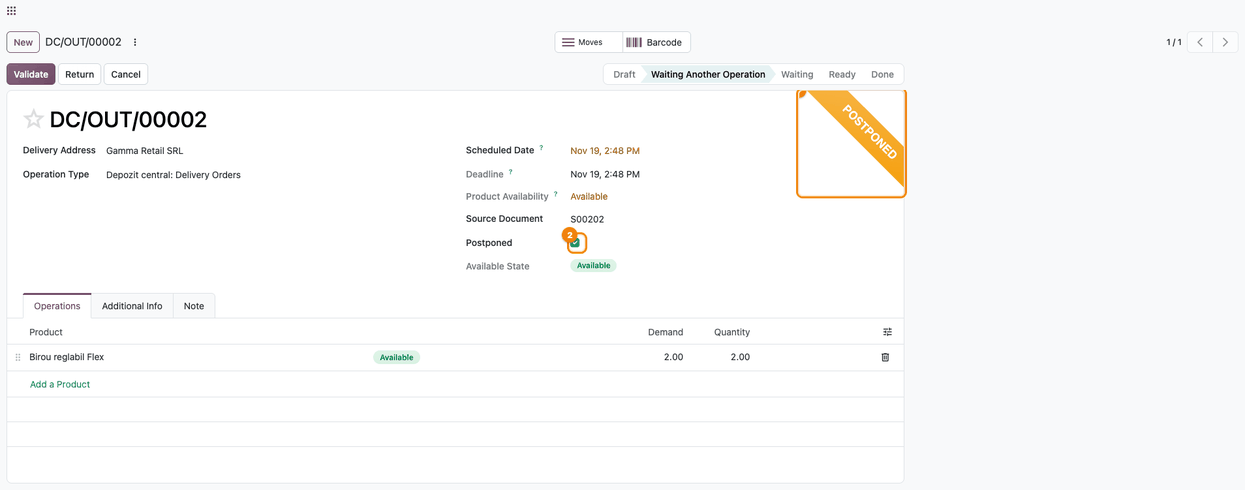 New DC/OUT/00002 Moves Barcode 1 / 1
Validate Return Cancel Draft Waiting Another Operation Waiting Ready Done
POSTPONED
DC/OUT/00002
Delivery Address Gamma Retail SRL
Operation Type Depozit central: Delivery Orders
Scheduled Date ? Nov 19, 2:48 PM
Deadline ? Nov 19, 2:48 PM
Product Availability ? Available
Source Document S00202
Postponed 2
Available State Available
Operations Additional Info Note
Product Demand Quantity
Birou reglabil Flex Available 2.00 2.00
Add a Product